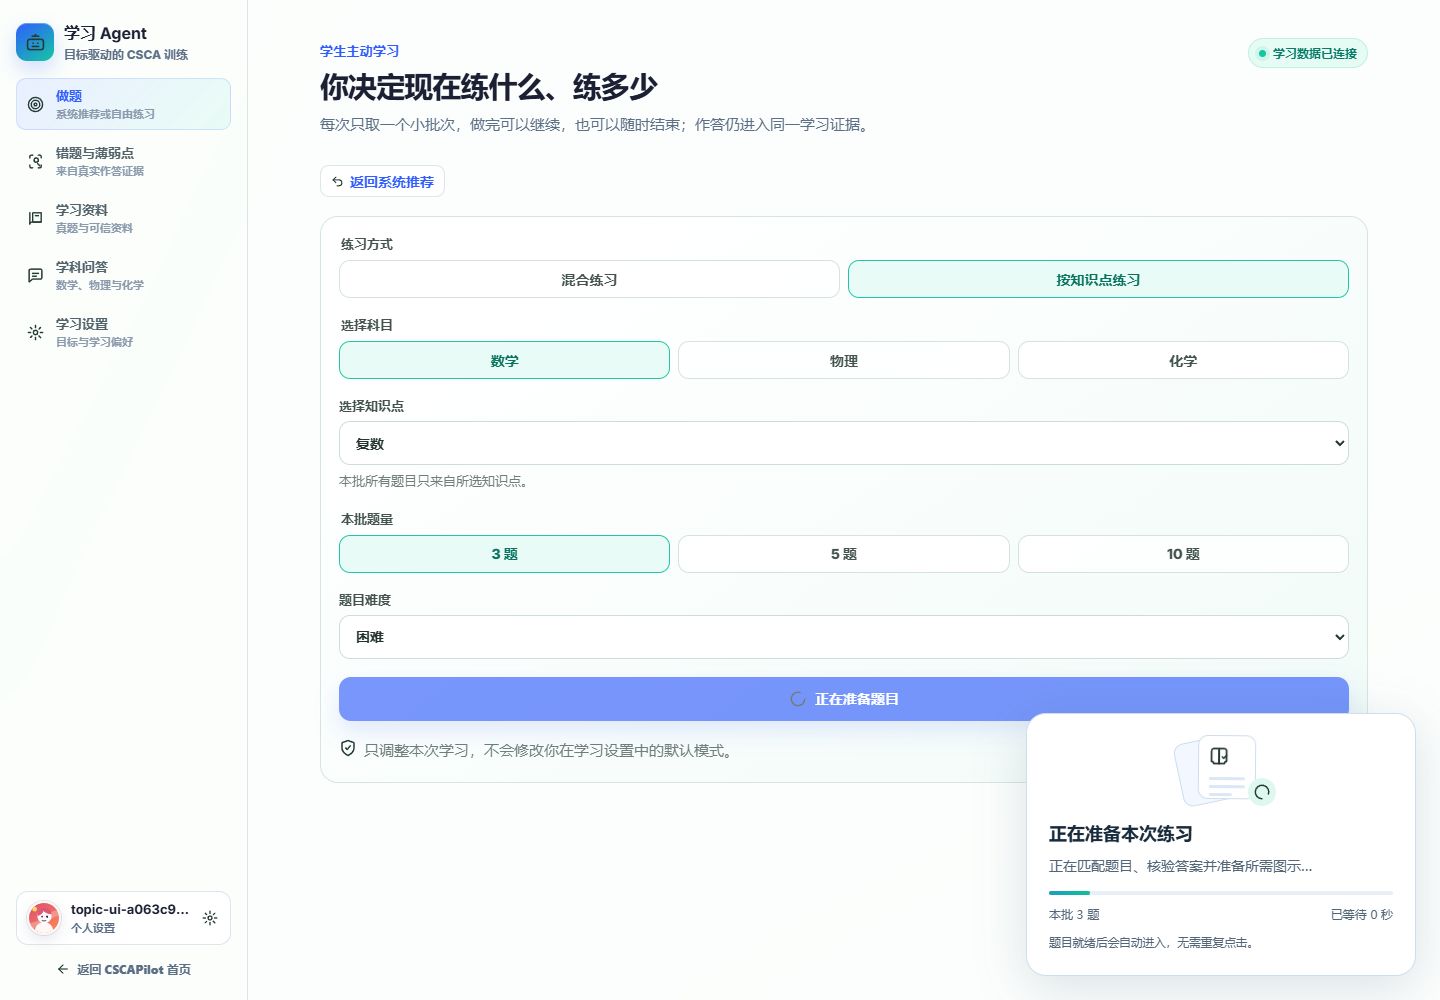 学习 Agent
目标驱动的 CSCA 训练
做题
系统推荐或自由练习
错题与薄弱点
来自真实作答证据
学习资料
真题与可信资料
学科问答
数学、物理与化学
学习设置
目标与学习偏好
topic-ui-a063c9...
个人设置
返回 CSCAPilot 首页
学生主动学习
学习数据已连接
你决定现在练什么、练多少
每次只取一个小批次，做完可以继续，也可以随时结束；作答仍进入同一学习证据。
返回系统推荐
练习方式
混合练习
按知识点练习
选择科目
数学
物理
化学
选择知识点
复数
本批所有题目只来自所选知识点。
本批题量
3 题
5 题
10 题
题目难度
困难
正在准备题目
只调整本次学习，不会修改你在学习设置中的默认模式。
正在准备本次练习
正在匹配题目、核验答案并准备所需图示...
本批 3 题
已等待 0 秒
题目就绪后会自动进入，无需重复点击。